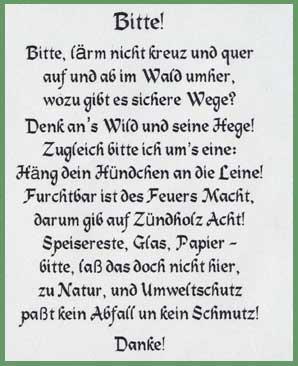 Bitte!
Bitte, lärm nicht kreuz und quer
auf und ab im Wald umher,
wozu gibt es sichere Wege?
Denk an's Wild und seine Hege!
Zugleich bitte ich um's eine:
Häng dein Hündchen an die Leine!
Furchtbar ist des Feuers Macht,
darum gib auf Zündholz Acht!
Speisereste, Glas, Papier -
bitte, laß das doch nicht hier,
zu Natur, und Umweltschutz
paßt kein Abfall un kein Schmutz!
Danke!